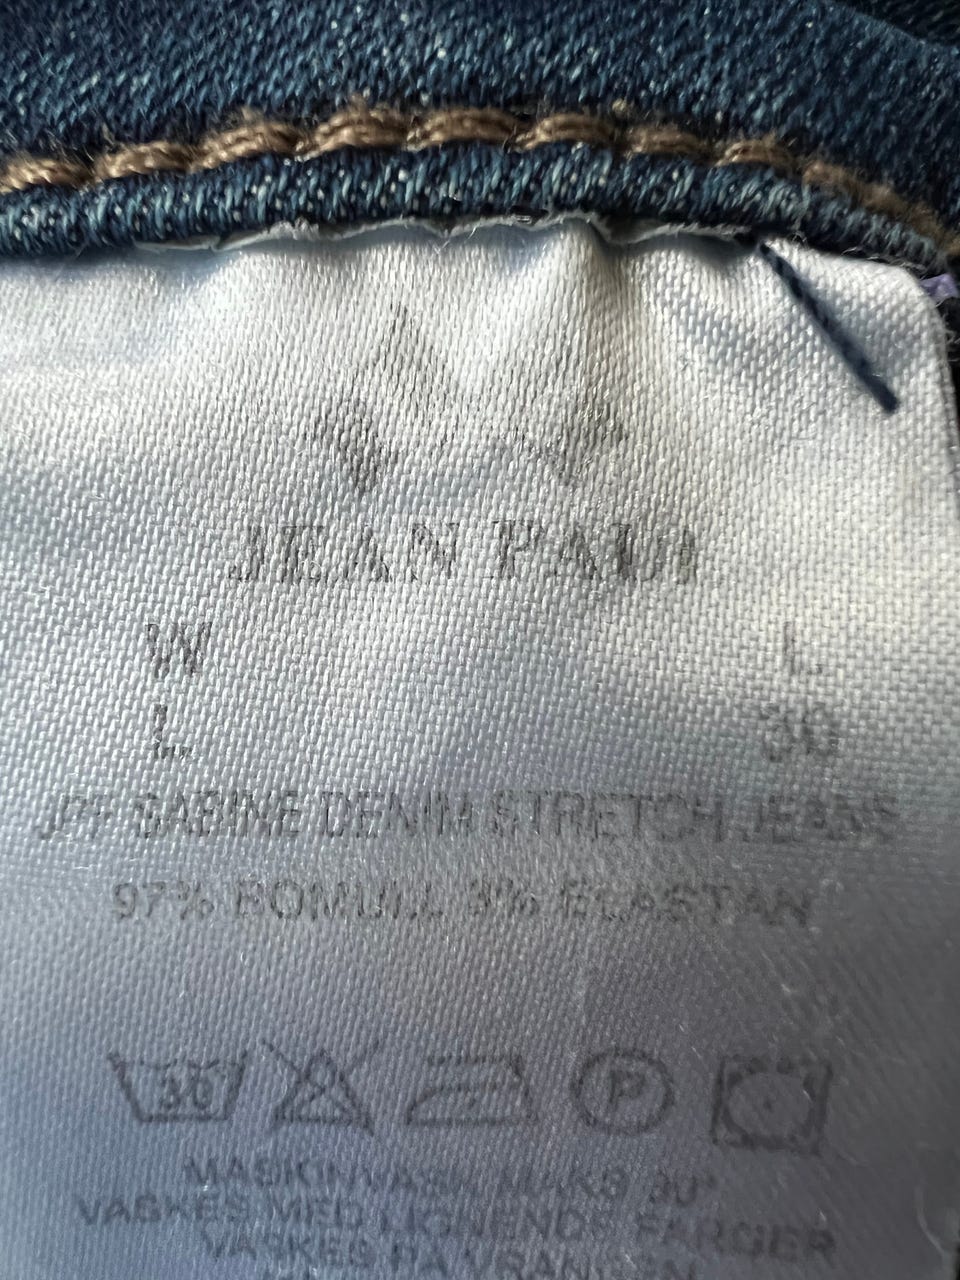 JEAN PAUL
W L
L 30
JPF SABINE DENIM STRETCH JEANS
97% BOMULL 3% ELASTAN
30 P
MASKINVASK MAKS 30°
VASKES MED LIGNENDE FARGER
VASKES PÅ VRANGEN